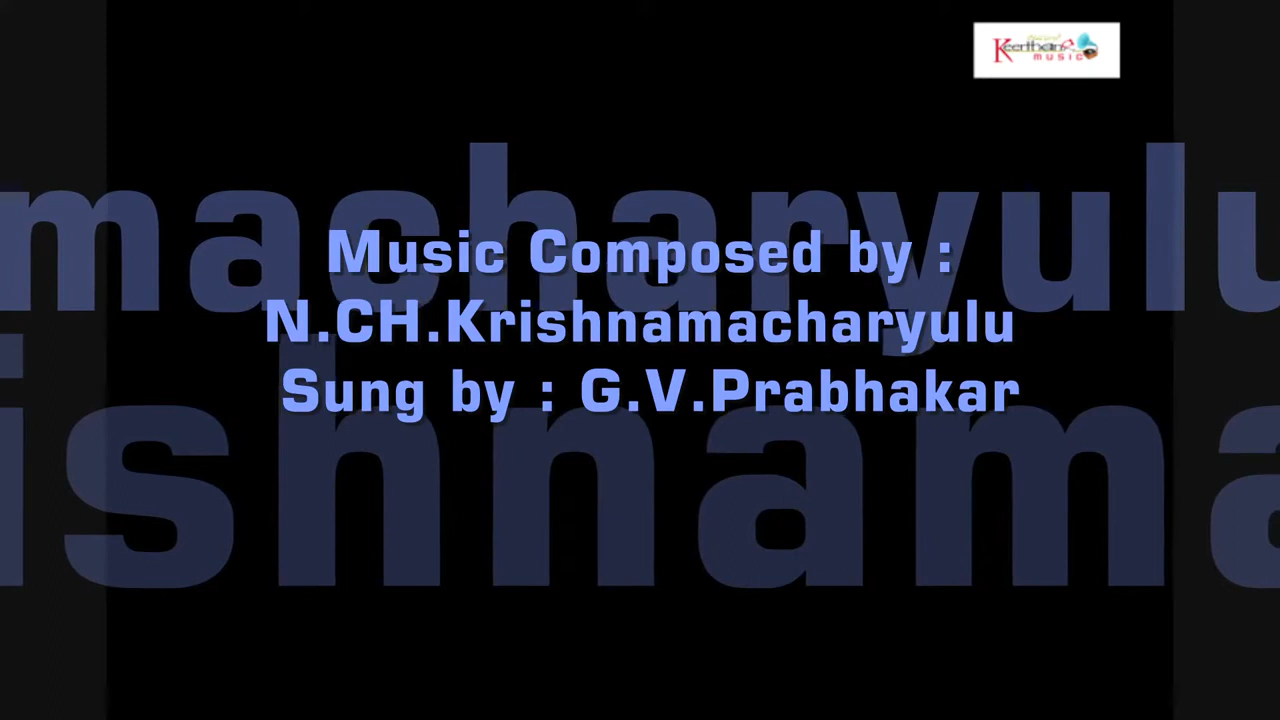 Keerthana
music
macharyulu
Music Composed by :
N.CH.Krishnamacharyulu
Sung by : G.V.Prabhakar
ishnama